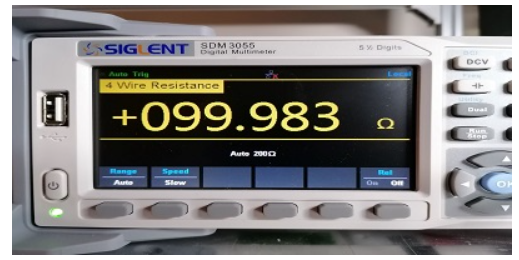 SIGLENT SDM3055 5½ Digits
Digital Multimeter
Auto Trig Local
4 Wire Resistance
+099.983 Ω
Auto 200Ω
Range Speed Rel
Auto Slow On Off
DCV
Dual
Run
Stop
OK